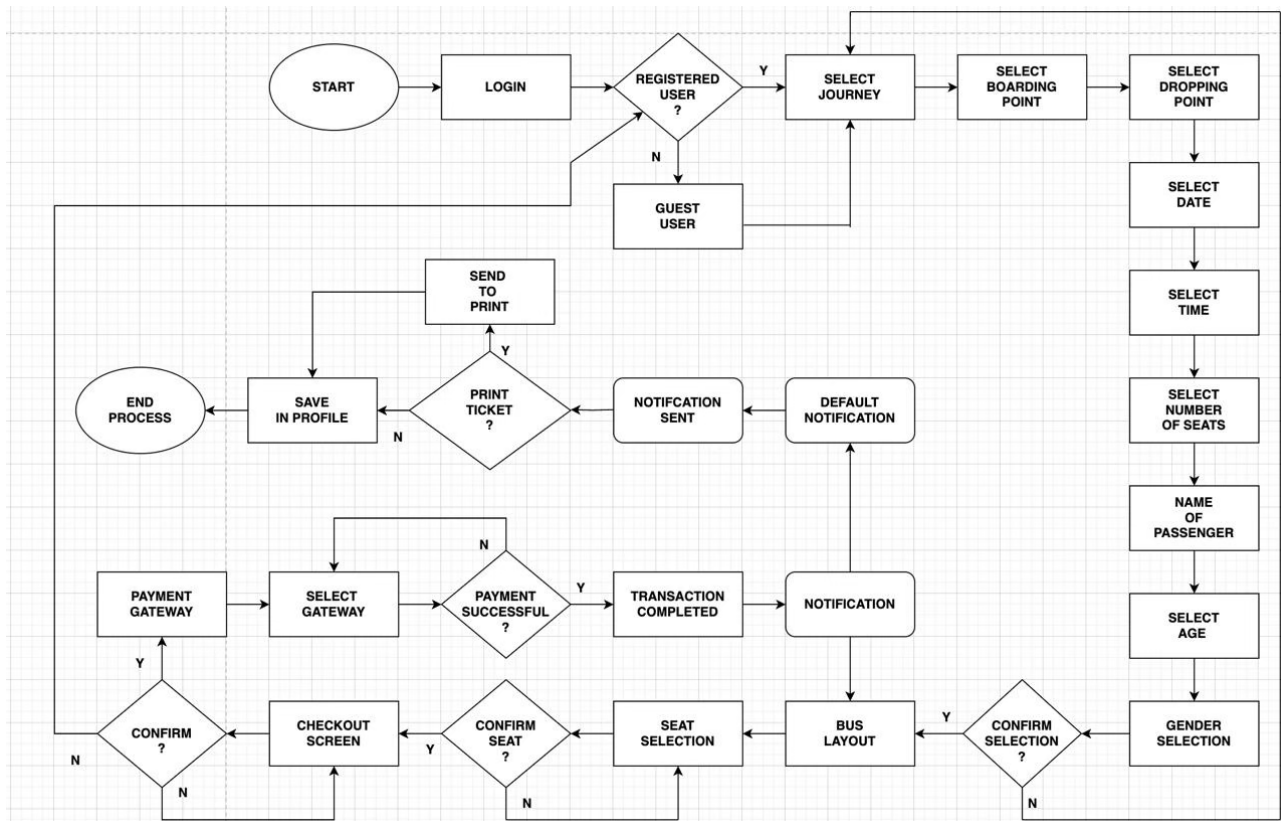 START
LOGIN
REGISTERED
USER
?
Y
SELECT
JOURNEY
SELECT
BOARDING
POINT
SELECT
DROPPING
POINT
N
GUEST
USER
SELECT
DATE
SELECT
TIME
SEND
TO
PRINT
Y
END
PROCESS
SAVE
IN PROFILE
N
PRINT
TICKET
?
NOTIFCATION
SENT
DEFAULT
NOTIFICATION
SELECT
NUMBER
OF SEATS
NAME
OF
PASSENGER
N
PAYMENT
GATEWAY
SELECT
GATEWAY
PAYMENT
SUCCESSFUL
?
Y
TRANSACTION
COMPLETED
NOTIFICATION
SELECT
AGE
Y
CONFIRM
?
N
N
CHECKOUT
SCREEN
Y
CONFIRM
SEAT
?
N
SEAT
SELECTION
BUS
LAYOUT
Y
CONFIRM
SELECTION
?
N
GENDER
SELECTION